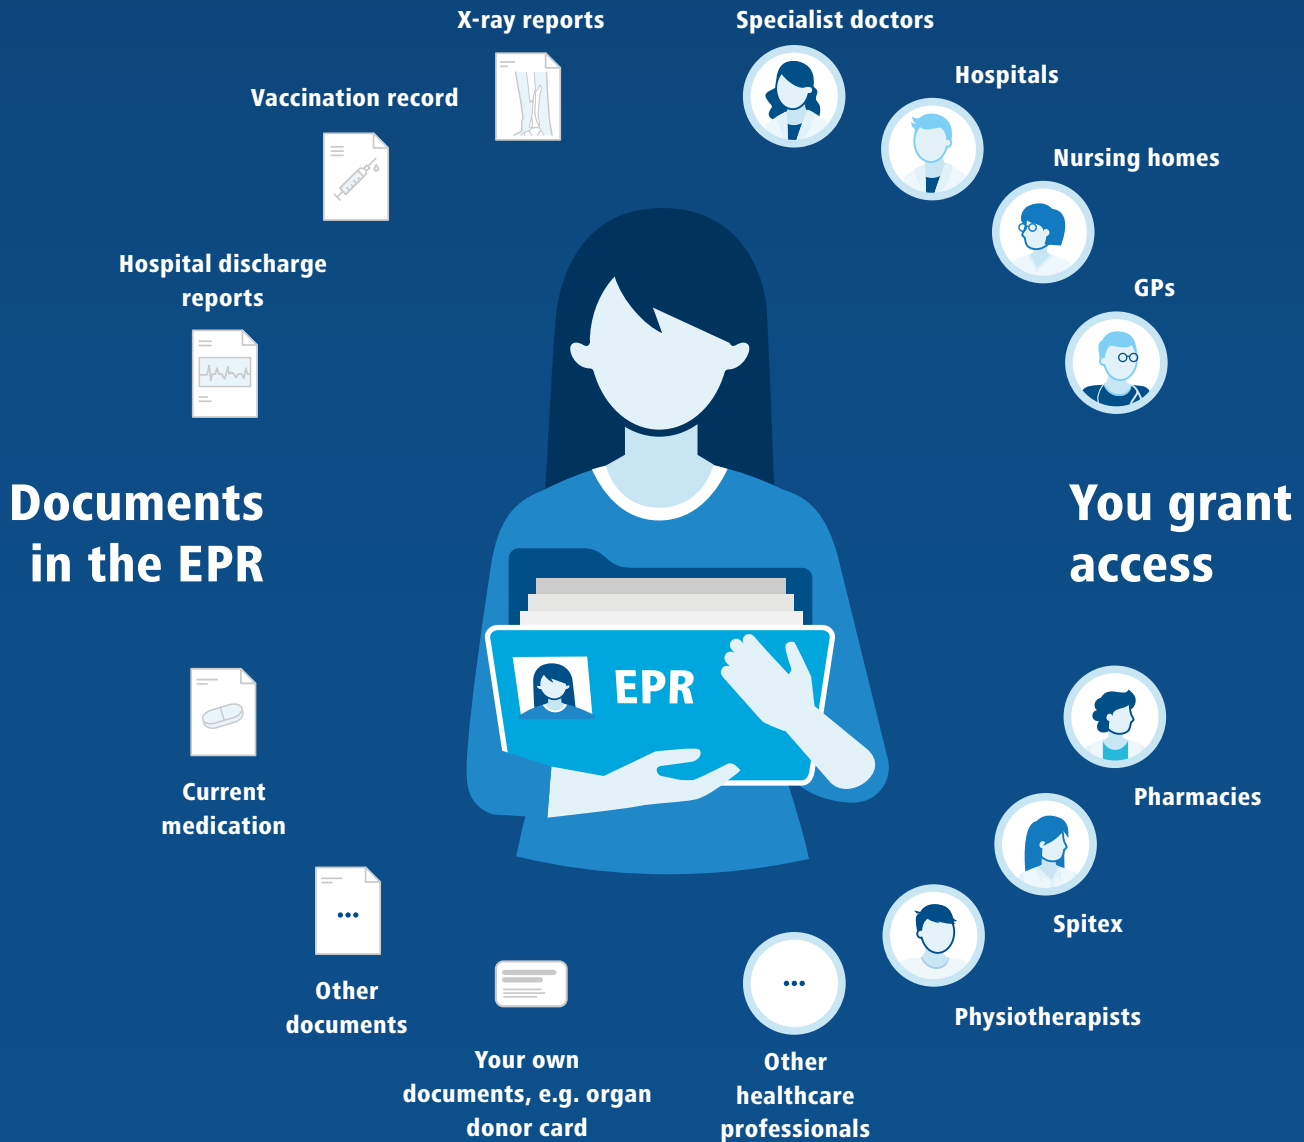 X-ray reports
Vaccination record
Hospital discharge
reports
Documents
in the EPR
Current
medication
Other
documents
Your own
documents, e.g. organ
donor card
EPR
Specialist doctors
Hospitals
Nursing homes
GPs
You grant
access
Pharmacies
Spitex
Physiotherapists
Other
healthcare
professionals